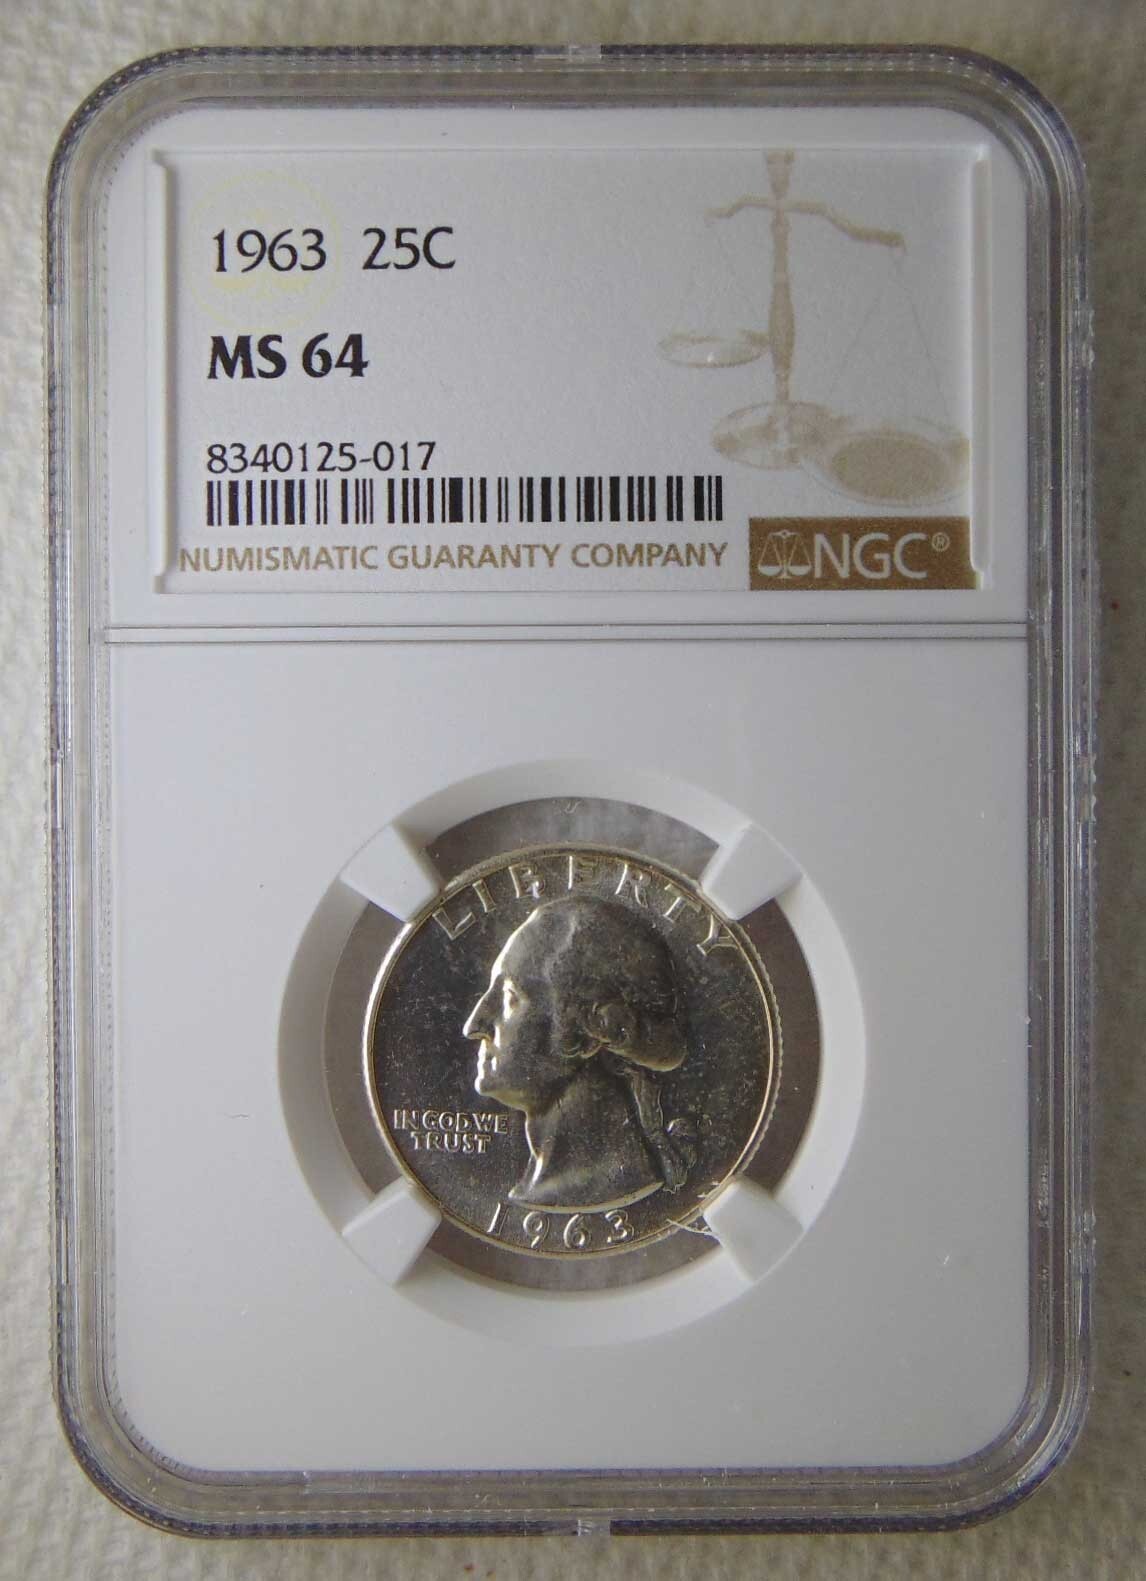 1963 25C
MS 64
8340125-017
NUMISMATIC GUARANTY COMPANY
NGC®
LIBERTY
IN GOD WE
TRUST
1963